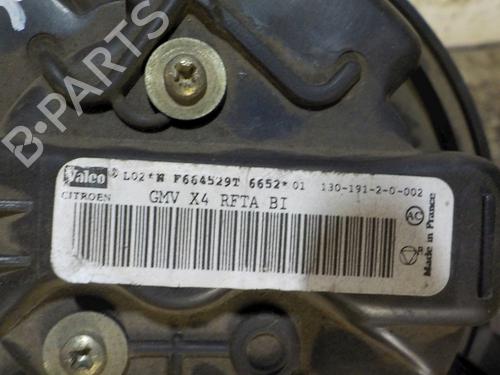 B-PARTS
Valeo L02*N F664529T 6652*01 130-191-2-0-002
CITROEN GMV X4 RFTA BI
AC
Made in France